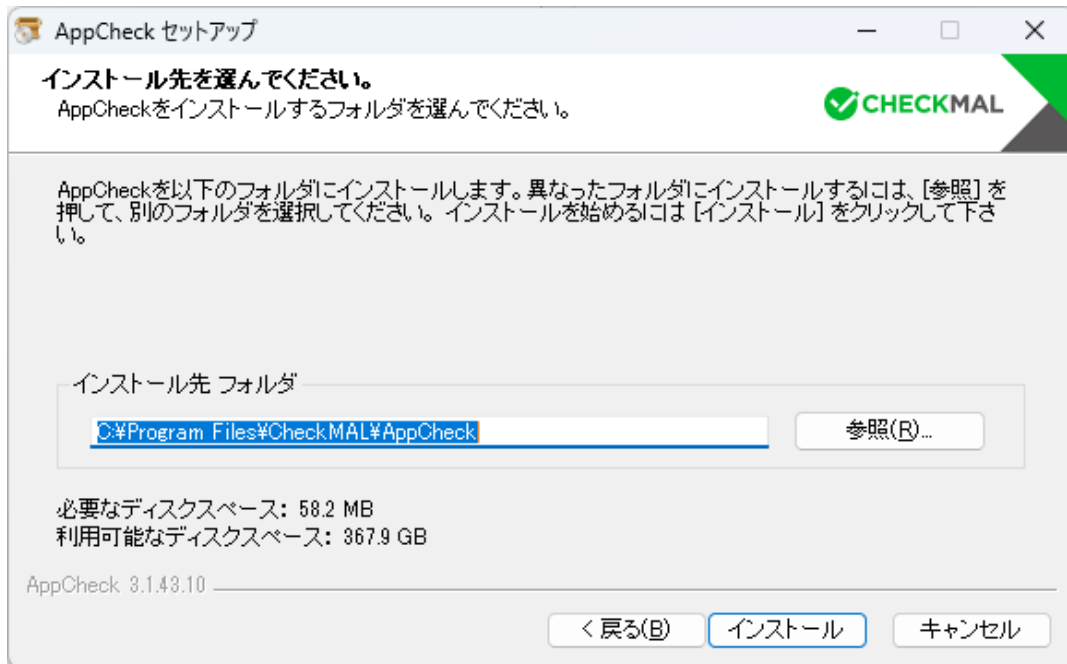 AppCheck セットアップ
インストール先を選んでください。
AppCheckをインストールするフォルダを選んでください。
CHECKMAL
AppCheckを以下のフォルダにインストールします。異なったフォルダにインストールするには、[参照] を
押して、別のフォルダを選択してください。インストールを始めるには [インストール] をクリックして下さ
い。
インストール先 フォルダ
C:¥Program Files¥CheckMAL¥AppCheck
参照(R)...
必要なディスクスペース: 58.2 MB
利用可能なディスクスペース: 367.9 GB
AppCheck 3.1.43.10
< 戻る(B)
インストール
キャンセル